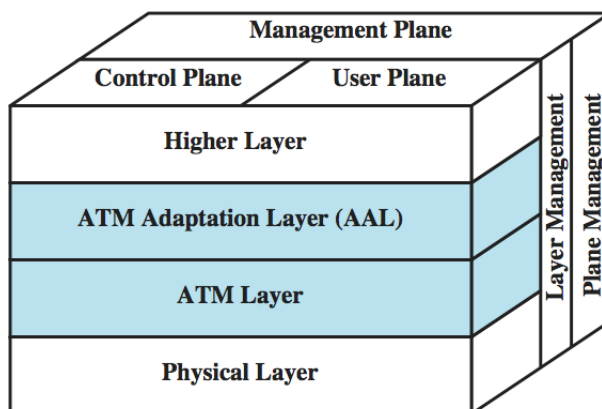 Management Plane
Control Plane
User Plane
Higher Layer
ATM Adaptation Layer (AAL)
ATM Layer
Physical Layer
Layer Management
Plane Management